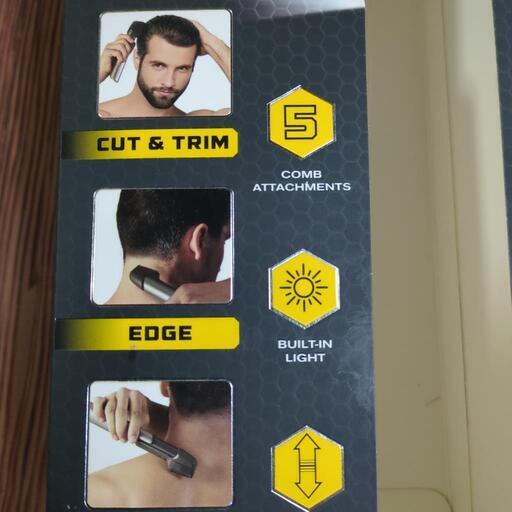 CUT & TRIM
5
COMB
ATTACHMENTS
EDGE
BUILT-IN
LIGHT